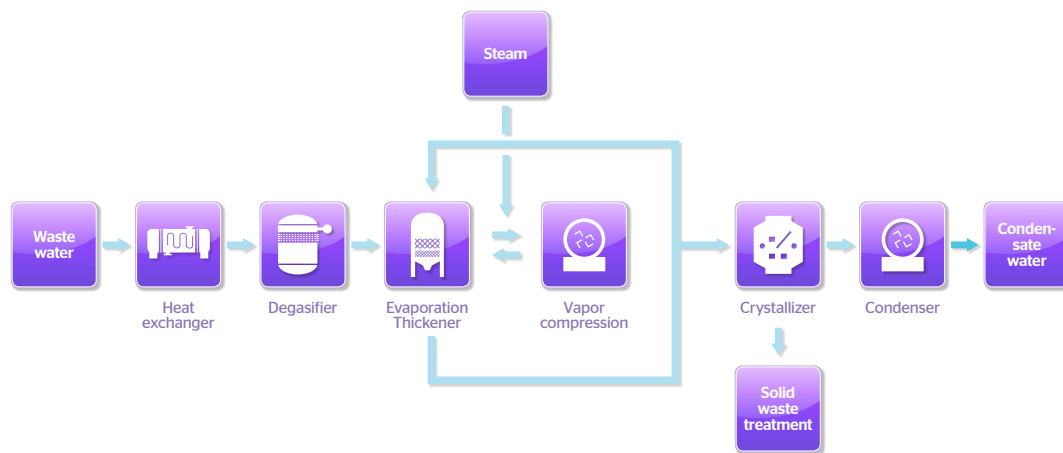 Steam
Waste
water
Heat
exchanger
Degasifier
Evaporation
Thickener
Vapor
compression
Crystallizer
Condenser
Conden-
sate
water
Solid
waste
treatment